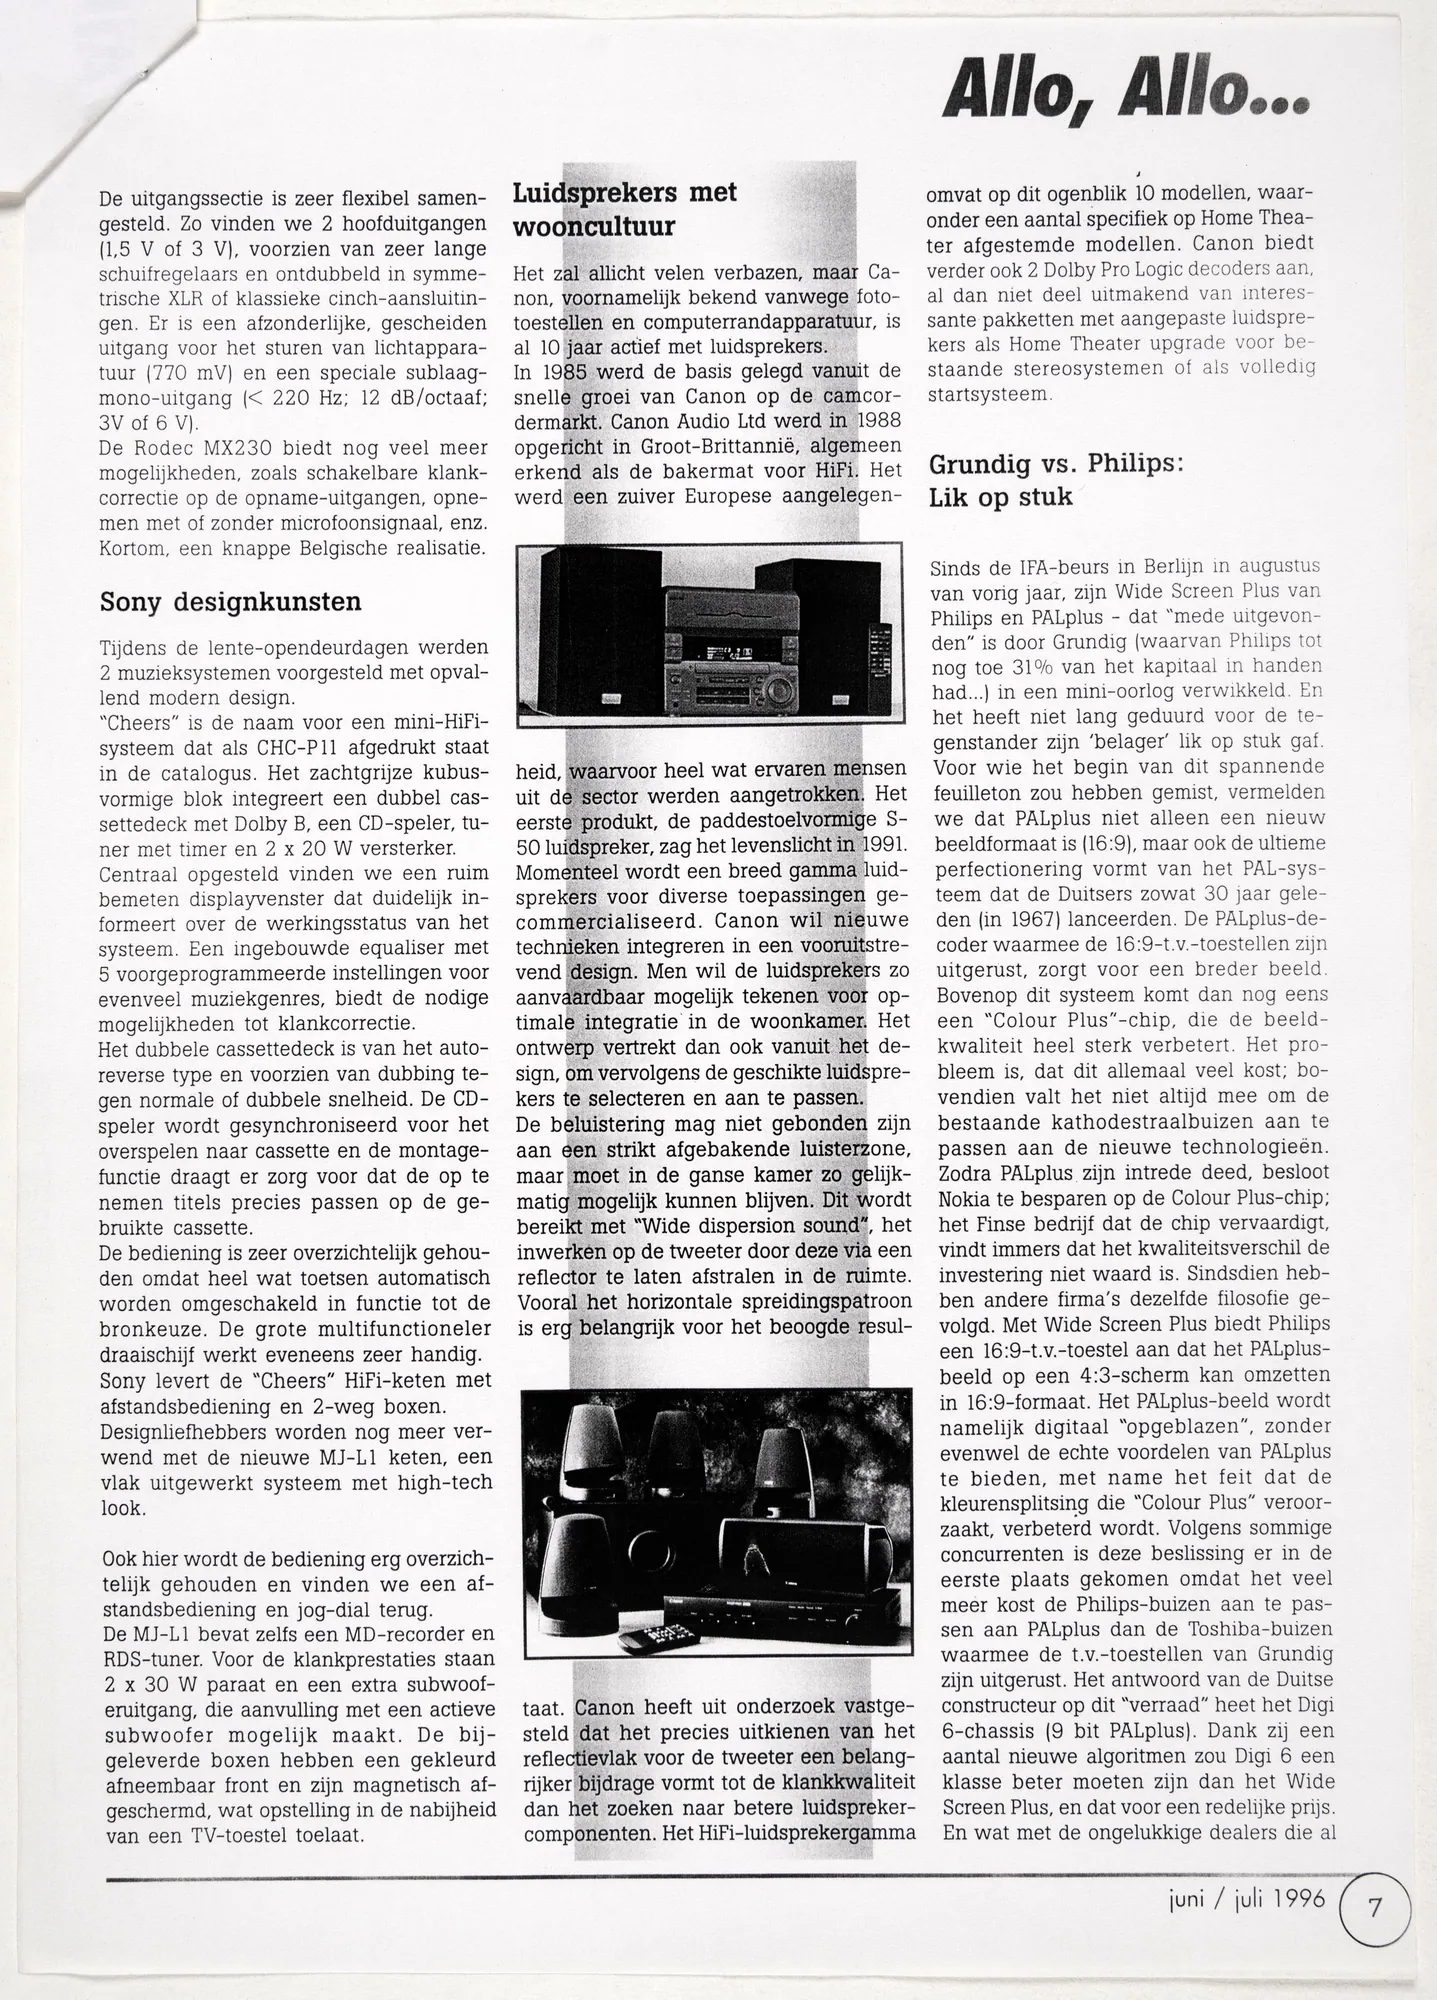 Allo, Allo...
De uitgangssectie is zeer flexibel samen-
gesteld. Zo vinden we 2 hoofduitgangen
(1,5 V of 3 V), voorzien van zeer lange
schuifregelaars en ontdubbeld in symme-
trische XLR of klassieke cinch-aansluitin-
gen. Er is een afzonderlijke, gescheiden
uitgang voor het sturen van lichtappara-
tuur (770 mV) en een speciale sublaag-
mono-uitgang (< 220 Hz; 12 dB/octaaf;
3V of 6 V).
De Rodec MX230 biedt nog veel meer
mogelijkheden, zoals schakelbare klank-
correctie op de opname-uitgangen, opne-
men met of zonder microfoonsignaal, enz.
Kortom, een knappe Belgische realisatie.
Sony designkunsten
Tijdens de lente-opendeurdagen werden
2 muzieksystemen voorgesteld met opval-
lend modern design.
"Cheers" is de naam voor een mini-HiFi-
systeem dat als CHC-P11 afgedrukt staat
in de catalogus. Het zachtgrijze kubus-
vormige blok integreert een dubbel cas-
settedeck met Dolby B, een CD-speler, tu-
ner met timer en 2 x 20 W versterker.
Centraal opgesteld vinden we een ruim
bemeten displayvenster dat duidelijk in-
formeert over de werkingsstatus van het
systeem. Een ingebouwde equaliser met
5 voorgeprogrammeerde instellingen voor
evenveel muziekgenres, biedt de nodige
mogelijkheden tot klankcorrectie.
Het dubbele cassettedeck is van het auto-
reverse type en voorzien van dubbing te-
gen normale of dubbele snelheid. De CD-
speler wordt gesynchroniseerd voor het
overspelen naar cassette en de montage-
functie draagt er zorg voor dat de op te
nemen titels precies passen op de ge-
bruikte cassette.
De bediening is zeer overzichtelijk gehou-
den omdat heel wat toetsen automatisch
worden omgeschakeld in functie tot de
bronkeuze. De grote multifunctioneler
draaischijf werkt eveneens zeer handig.
Sony levert de "Cheers" HiFi-keten met
afstandsbediening en 2-weg boxen.
Designliefhebbers worden nog meer ver-
wend met de nieuwe MJ-L1 keten, een
vlak uitgewerkt systeem met high-tech
look.
Ook hier wordt de bediening erg overzich-
telijk gehouden en vinden we een af-
standsbediening en jog-dial terug.
De MJ-L1 bevat zelfs een MD-recorder en
RDS-tuner. Voor de klankprestaties staan
2 x 30 W paraat en een extra subwoof-
eruitgang, die aanvulling met een actieve
subwoofer mogelijk maakt. De bij-
geleverde boxen hebben een gekleurd
afneembaar front en zijn magnetisch af-
geschermd, wat opstelling in de nabijheid
van een TV-toestel toelaat.
Luidsprekers met
wooncultuur
Het zal allicht velen verbazen, maar Ca-
non, voornamelijk bekend vanwege foto-
toestellen en computerrandapparatuur, is
al 10 jaar actief met luidsprekers.
In 1985 werd de basis gelegd vanuit de
snelle groei van Canon op de camcor-
dermarkt. Canon Audio Ltd werd in 1988
opgericht in Groot-Brittannië, algemeen
erkend als de bakermat voor HiFi. Het
werd een zuiver Europese aangelegen-
heid, waarvoor heel wat ervaren mensen
uit de sector werden aangetrokken. Het
eerste produkt, de paddestoelvormige S-
50 luidspreker, zag het levenslicht in 1991.
Momenteel wordt een breed gamma luid-
sprekers voor diverse toepassingen ge-
commercialiseerd. Canon wil nieuwe
technieken integreren in een vooruitstre-
vend design. Men wil de luidsprekers zo
aanvaardbaar mogelijk tekenen voor op-
timale integratie in de woonkamer. Het
ontwerp vertrekt dan ook vanuit het de-
sign, om vervolgens de geschikte luidspre-
kers te selecteren en aan te passen.
De beluistering mag niet gebonden zijn
aan een strikt afgebakende luisterzone,
maar moet in de ganse kamer zo gelijk-
matig mogelijk kunnen blijven. Dit wordt
bereikt met "Wide dispersion sound", het
inwerken op de tweeter door deze via een
reflector te laten afstralen in de ruimte.
Vooral het horizontale spreidingspatroon
is erg belangrijk voor het beoogde resul-
taat. Canon heeft uit onderzoek vastge-
steld dat het precies uitkienen van het
reflectievlak voor de tweeter een belang-
rijker bijdrage vormt tot de klankkwaliteit
dan het zoeken naar betere luidspreker-
componenten. Het HiFi-luidsprekergamma
omvat op dit ogenblik 10 modellen, waar-
onder een aantal specifiek op Home Thea-
ter afgestemde modellen. Canon biedt
verder ook 2 Dolby Pro Logic decoders aan,
al dan niet deel uitmakend van interes-
sante pakketten met aangepaste luidspre-
kers als Home Theater upgrade voor be-
staande stereosystemen of als volledig
startsysteem.
Grundig vs. Philips:
Lik op stuk
Sinds de IFA-beurs in Berlijn in augustus
van vorig jaar, zijn Wide Screen Plus van
Philips en PALplus - dat "mede uitgevon-
den" is door Grundig (waarvan Philips tot
nog toe 31% van het kapitaal in handen
had...) in een mini-oorlog verwikkeld. En
het heeft niet lang geduurd voor de te-
genstander zijn 'belager' lik op stuk gaf.
Voor wie het begin van dit spannende
feuilleton zou hebben gemist, vermelden
we dat PALplus niet alleen een nieuw
beeldformaat is (16:9), maar ook de ultieme
perfectionering vormt van het PAL-sys-
teem dat de Duitsers zowat 30 jaar gele-
den (in 1967) lanceerden. De PALplus-de-
coder waarmee de 16:9-t.v.-toestellen zijn
uitgerust, zorgt voor een breder beeld.
Bovenop dit systeem komt dan nog eens
een "Colour Plus"-chip, die de beeld-
kwaliteit heel sterk verbetert. Het pro-
bleem is, dat dit allemaal veel kost; bo-
vendien valt het niet altijd mee om de
bestaande kathodestraalbuizen aan te
passen aan de nieuwe technologieën.
Zodra PALplus zijn intrede deed, besloot
Nokia te besparen op de Colour Plus-chip;
het Finse bedrijf dat de chip vervaardigt,
vindt immers dat het kwaliteitsverschil de
investering niet waard is. Sindsdien heb-
ben andere firma's dezelfde filosofie ge-
volgd. Met Wide Screen Plus biedt Philips
een 16:9-t.v.-toestel aan dat het PALplus-
beeld op een 4:3-scherm kan omzetten
in 16:9-formaat. Het PALplus-beeld wordt
namelijk digitaal "opgeblazen", zonder
evenwel de echte voordelen van PALplus
te bieden, met name het feit dat de
kleurensplitsing die "Colour Plus" veroor-
zaakt, verbeterd wordt. Volgens sommige
concurrenten is deze beslissing er in de
eerste plaats gekomen omdat het veel
meer kost de Philips-buizen aan te pas-
sen aan PALplus dan de Toshiba-buizen
waarmee de t.v.-toestellen van Grundig
zijn uitgerust. Het antwoord van de Duitse
constructeur op dit "verraad" heet het Digi
6-chassis (9 bit PALplus). Dank zij een
aantal nieuwe algoritmen zou Digi 6 een
klasse beter moeten zijn dan het Wide
Screen Plus, en dat voor een redelijke prijs.
En wat met de ongelukkige dealers die al
juni / juli 1996
7